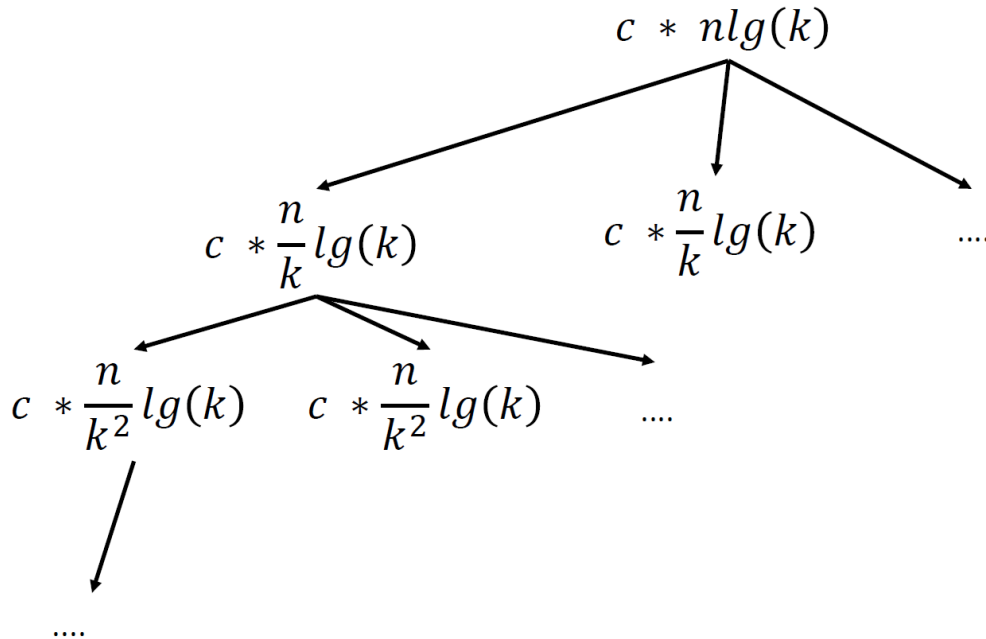 c * nlg(k)
c * n/k lg(k)
c * n/k lg(k)
....
c * n/k² lg(k)
c * n/k² lg(k)
....
....